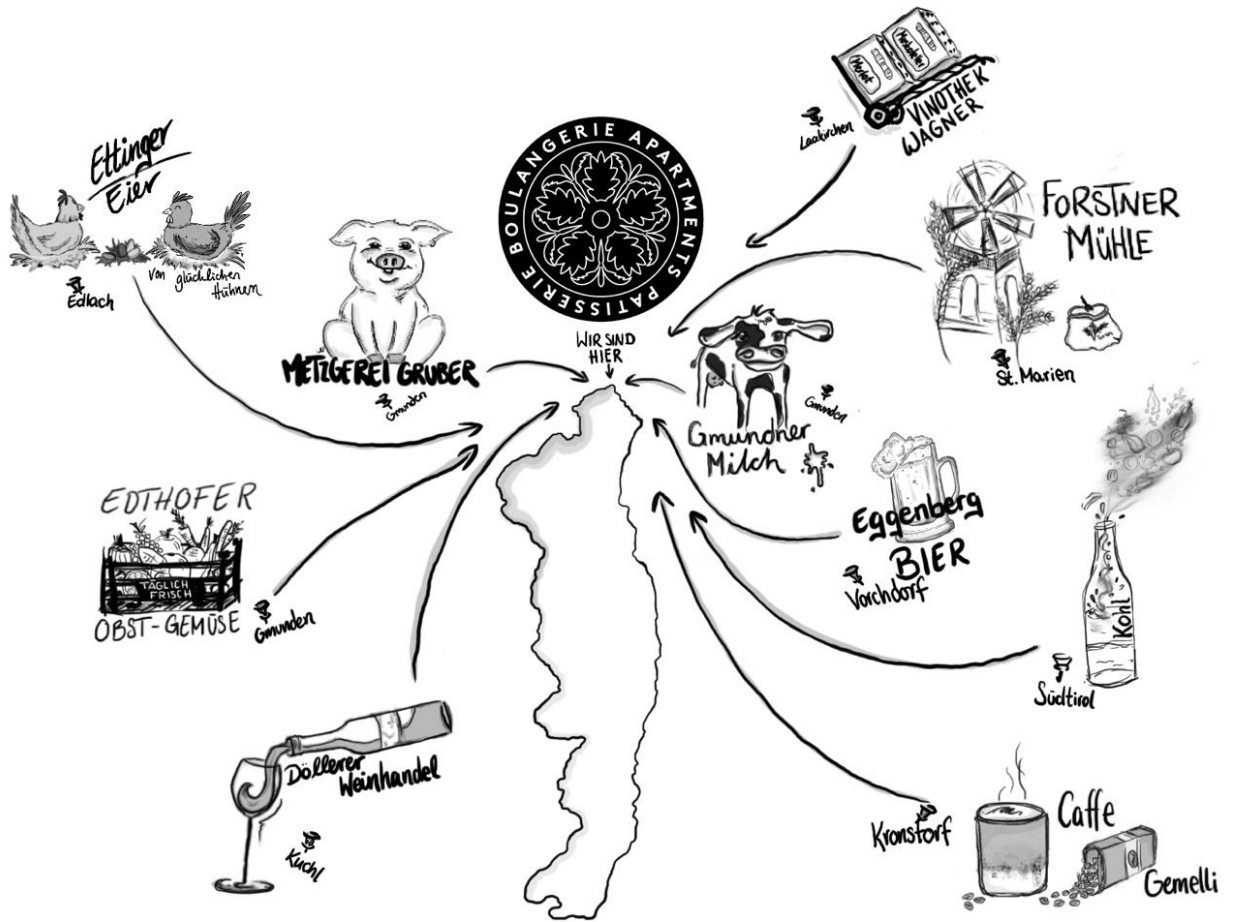 Ettinger
Eier
von glücklichen
Hühnern
Edlach
METZGEREI GRUBER
Gmunden
PATISSERIE BOULANGERIE APARTMENTS
WIR SIND
HIER
Merlot
Muskateller
VINOTHEK
WAGNER
Laakirchen
FORSTNER
MÜHLE
St. Marien
Gmundner
Milch
Gmunden
EDTHOFER
TÄGLICH
FRISCH
OBST-GEMÜSE
Gmunden
Eggenberg
BIER
Vorchdorf
Kohl
Südtirol
Döllerer
Weinhandel
Kuchl
Kronstorf
Caffe
Gemelli